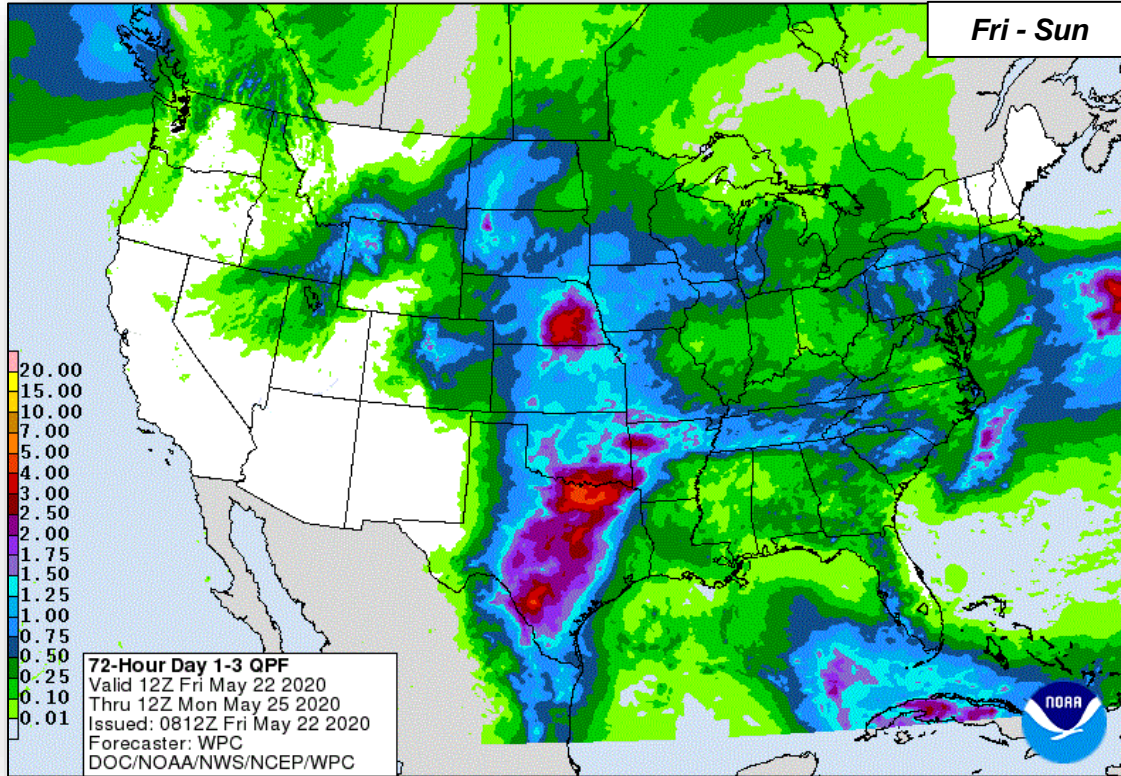 Fri - Sun
20.00
15.00
10.00
7.00
5.00
4.00
3.00
2.50
2.00
1.75
1.50
1.25
1.00
0.75
0.50
0.25
0.10
0.01
72-Hour Day 1-3 QPF
Valid 12Z Fri May 22 2020
Thru 12Z Mon May 25 2020
Issued: 0812Z Fri May 22 2020
Forecaster: WPC
DOC/NOAA/NWS/NCEP/WPC
NOAA